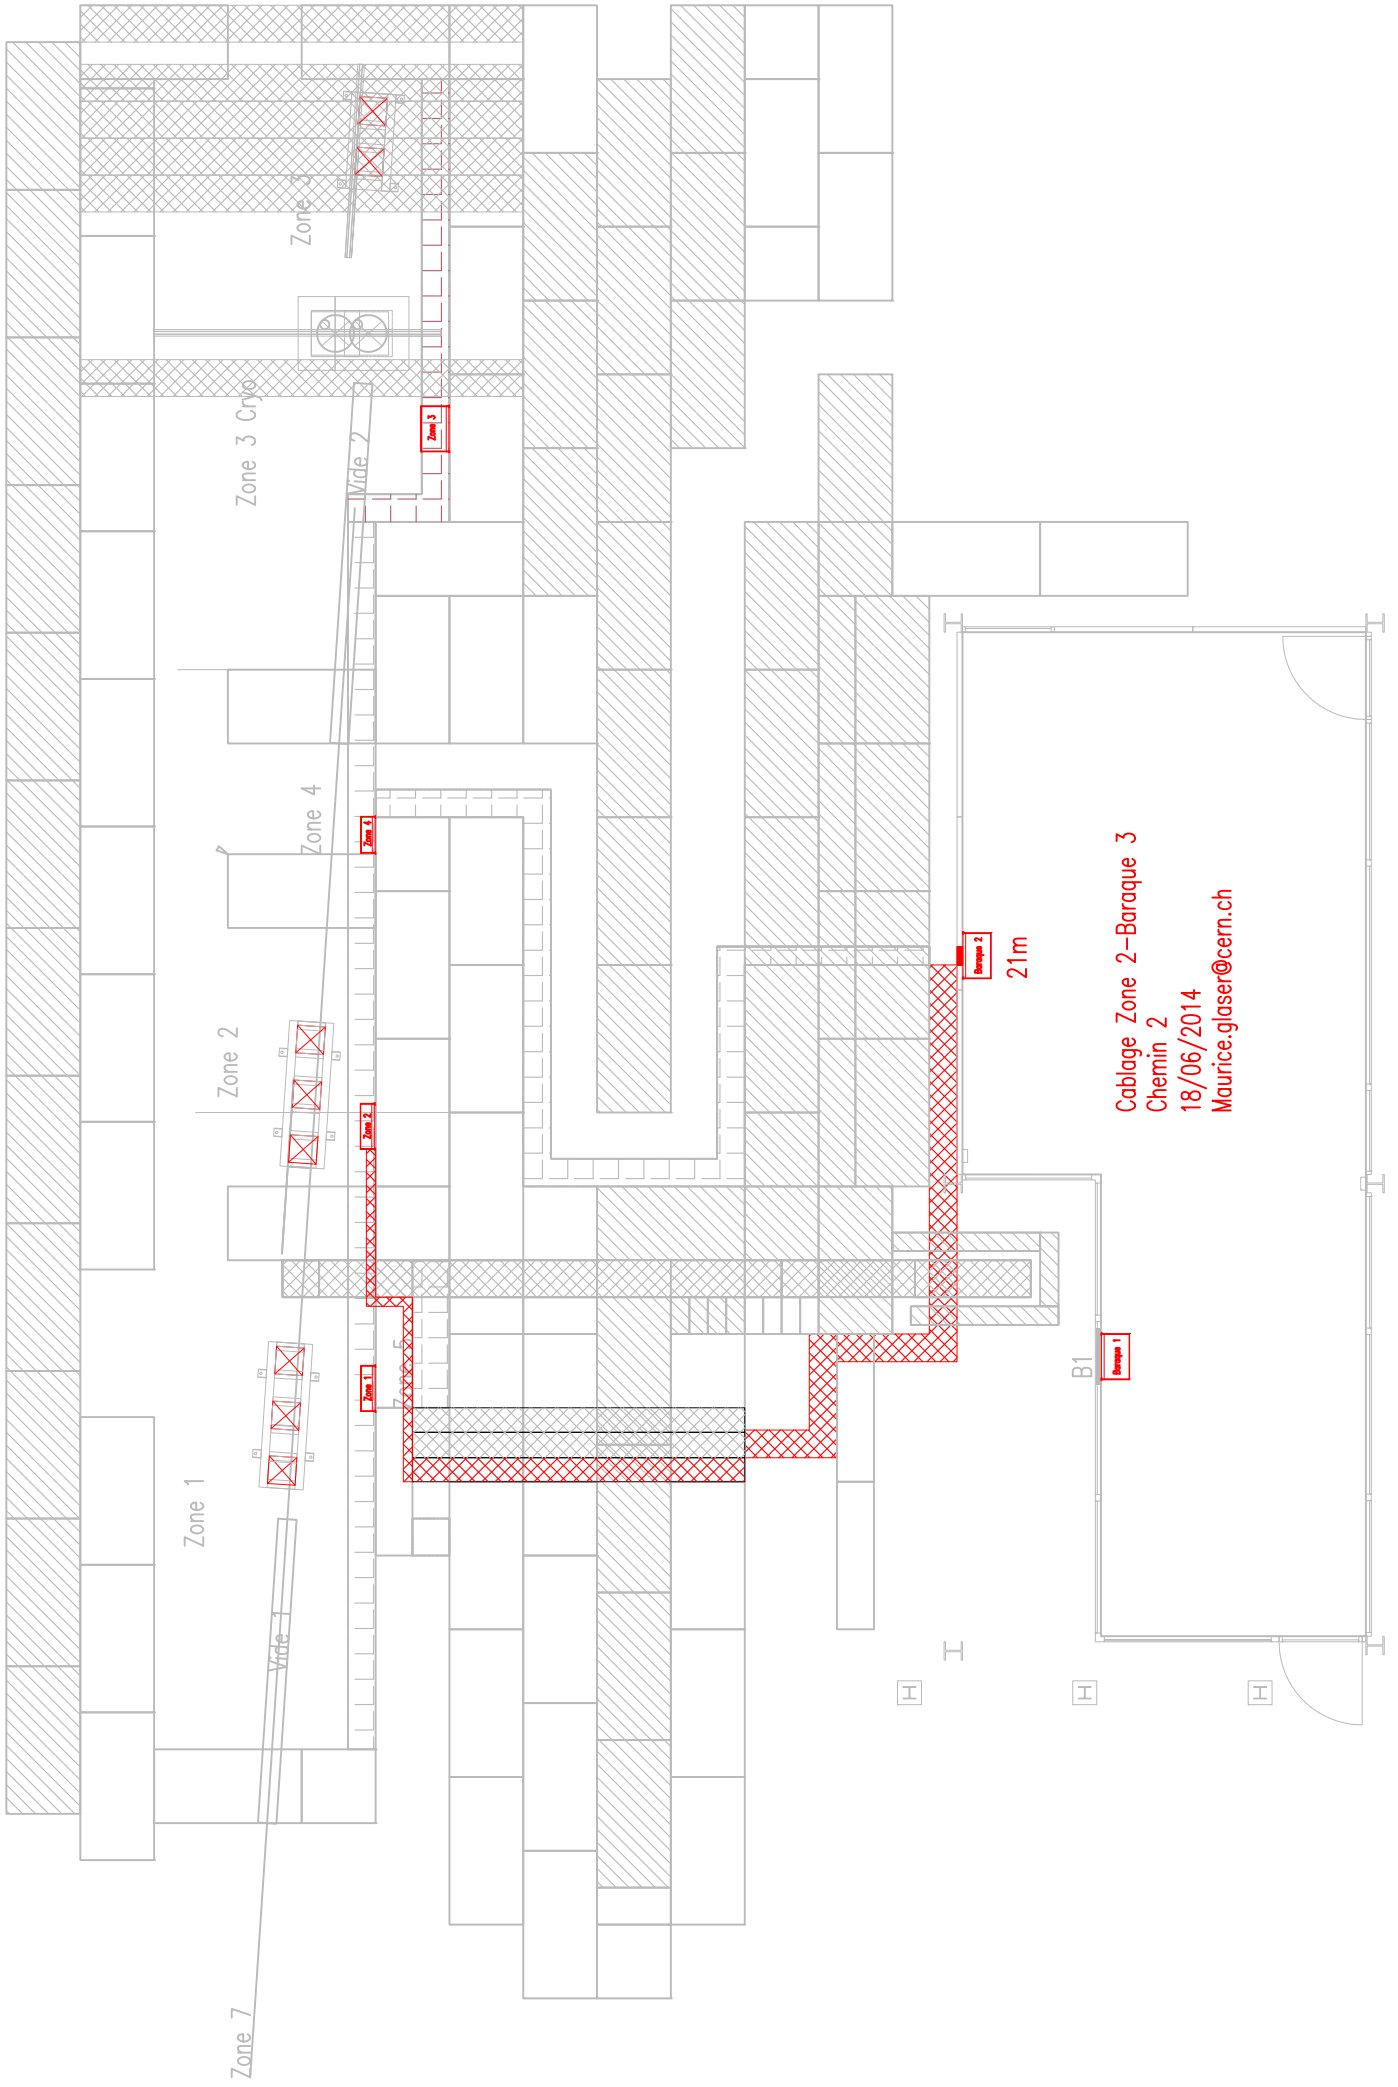 Zone 3
Zone 3 Cryo
Vide 2
Zone 3
Zone 4
Zone 4
Zone 2
Zone 2
Zone 1
Zone 5
Zone 1
Vide 1
Zone 7
Baraque 2
21m
B1
Baraque 1
Cablage Zone 2-Baraque 3
Chemin 2
18/06/2014
Maurice.glaser@cern.ch